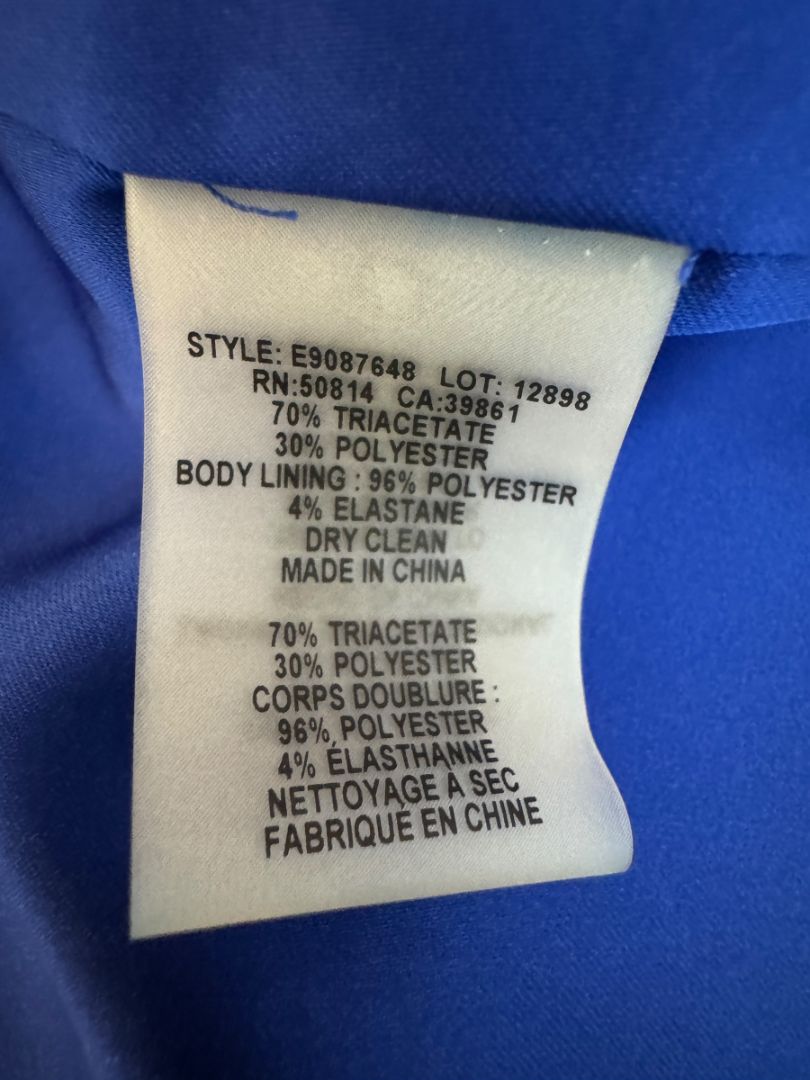 STYLE: E9087648 LOT: 12898
RN:50814 CA:39861
70% TRIACETATE
30% POLYESTER
BODY LINING : 96% POLYESTER
4% ELASTANE
DRY CLEAN
MADE IN CHINA
70% TRIACETATE
30% POLYESTER
CORPS DOUBLURE :
96% POLYESTER
4% ÉLASTHANNE
NETTOYAGE À SEC
FABRIQUÉ EN CHINE